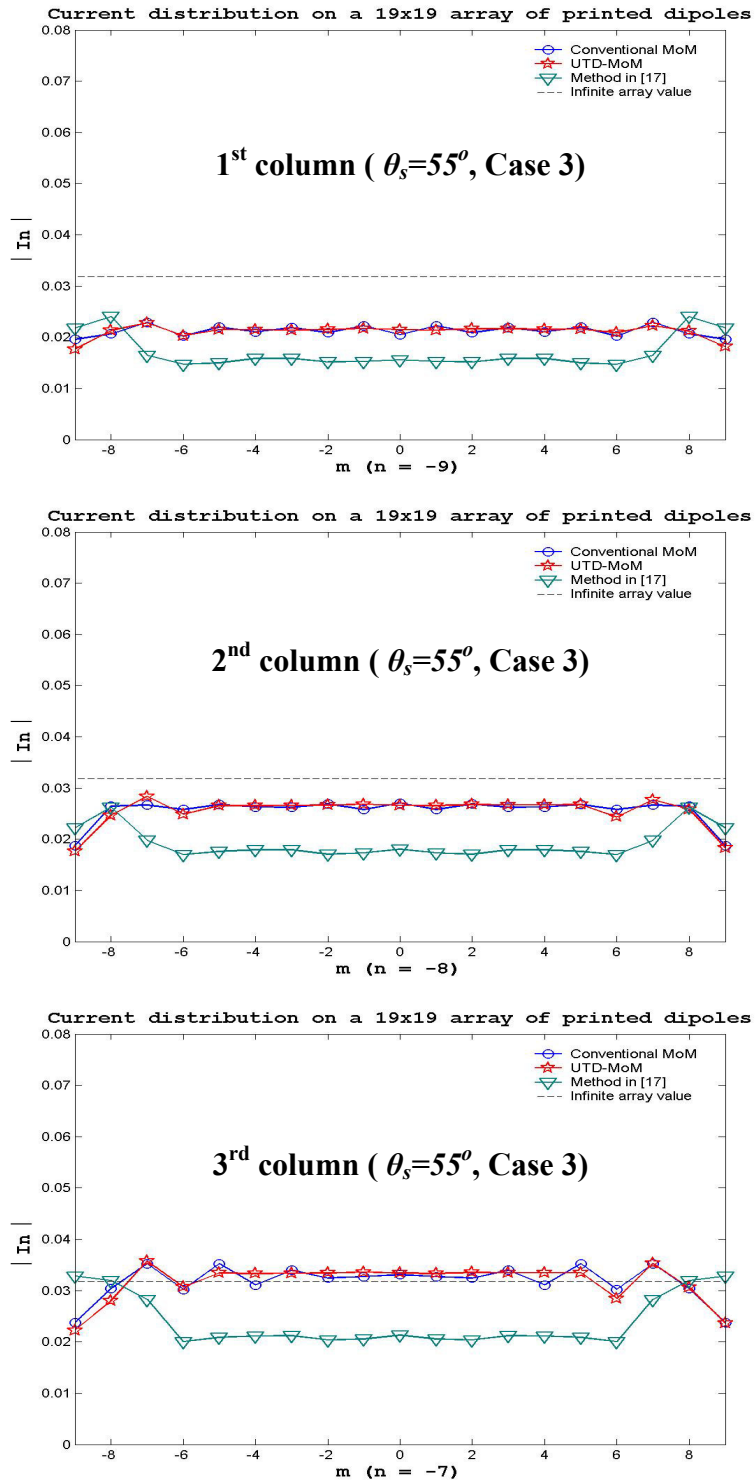 Current distribution on a 19x19 array of printed dipoles
0.08
0.07
0.06
0.05
0.04
0.03
0.02
0.01
0
|In|
Conventional MoM
UTD-MoM
Method in [17]
Infinite array value
1st column ( θs=55o, Case 3)
-8 -6 -4 -2 0 2 4 6 8
m (n = -9)
Current distribution on a 19x19 array of printed dipoles
0.08
0.07
0.06
0.05
0.04
0.03
0.02
0.01
0
|In|
Conventional MoM
UTD-MoM
Method in [17]
Infinite array value
2nd column ( θs=55o, Case 3)
-8 -6 -4 -2 0 2 4 6 8
m (n = -8)
Current distribution on a 19x19 array of printed dipoles
0.08
0.07
0.06
0.05
0.04
0.03
0.02
0.01
0
|In|
Conventional MoM
UTD-MoM
Method in [17]
Infinite array value
3rd column ( θs=55o, Case 3)
-8 -6 -4 -2 0 2 4 6 8
m (n = -7)